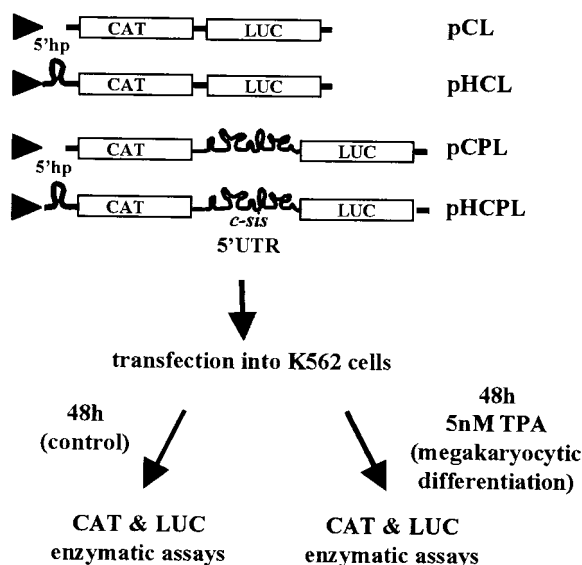 CAT LUC pCL
5'hp
CAT LUC pHCL
CAT LUC pCPL
5'hp
CAT LUC pHCPL
c-sis
5'UTR
transfection into K562 cells
48h
(control)
48h
5nM TPA
(megakaryocytic
differentiation)
CAT & LUC
enzymatic assays
CAT & LUC
enzymatic assays